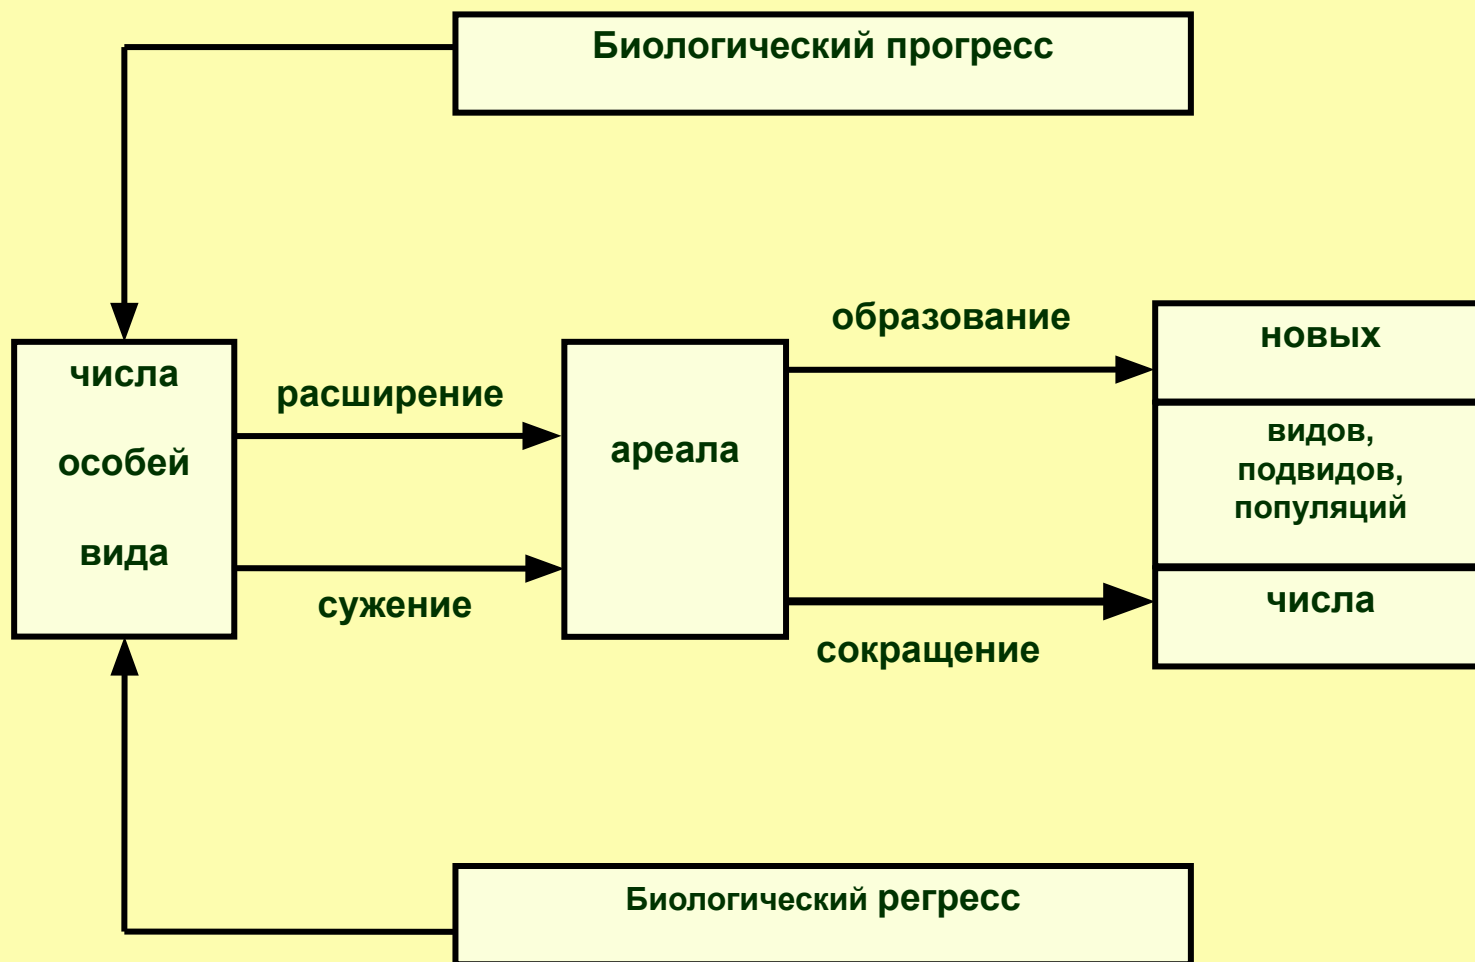 Биологический прогресс
числа
особей
вида
расширение
сужение
ареала
образование
сокращение
новых
видов,
подвидов,
популяций
числа
Биологический регресс